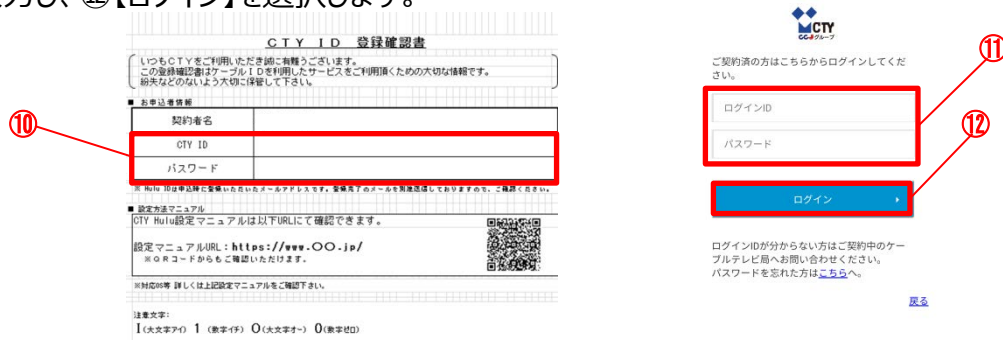 力し、⑫【ログイン】を選択します。
CTY ID 登録確認書
いつもCTYをご利用いただき誠に有難うございます。
この登録確認書はケーブルIDを利用したサービスをご利用頂くための大切な情報です。
紛失などのないよう大切に保管して下さい。
■ お申込者情報
契約者名
⑩
CTY ID
パスワード
※ Hulu IDは申込時に登録いただいたメールアドレスです。登録完了のメールを別途送信しておりますので、ご確認ください。
■ 設定方法マニュアル
CTY Hulu設定マニュアルは以下URLにて確認できます。
設定マニュアルURL：https://www.〇〇.jp/
※QRコードからもご確認いただけます。
※対応OS等 詳しくは上記設定マニュアルをご確認下さい。
注意文字：
I(大文字アイ) 1 (数字イチ) O(大文字オー) 0(数字ゼロ)
CTY
CCJグループ
ご契約済の方はこちらからログインしてくだ
さい。
⑪
ログインID
パスワード
⑫
ログイン
ログインIDが分からない方はご契約中のケー
ブルテレビ局へお問い合わせください。
パスワードを忘れた方はこちらへ。
戻る